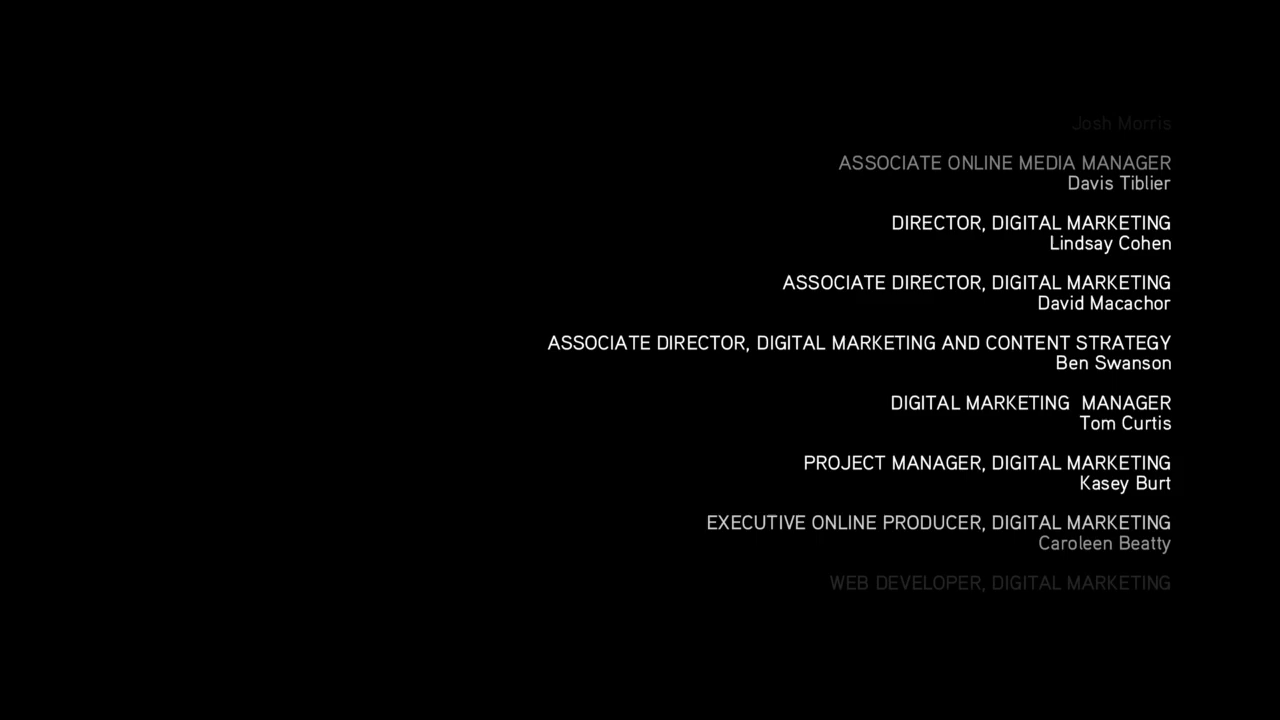 Josh Morris
ASSOCIATE ONLINE MEDIA MANAGER
Davis Tiblier
DIRECTOR, DIGITAL MARKETING
Lindsay Cohen
ASSOCIATE DIRECTOR, DIGITAL MARKETING
David Macachor
ASSOCIATE DIRECTOR, DIGITAL MARKETING AND CONTENT STRATEGY
Ben Swanson
DIGITAL MARKETING  MANAGER
Tom Curtis
PROJECT MANAGER, DIGITAL MARKETING
Kasey Burt
EXECUTIVE ONLINE PRODUCER, DIGITAL MARKETING
Caroleen Beatty
WEB DEVELOPER, DIGITAL MARKETING